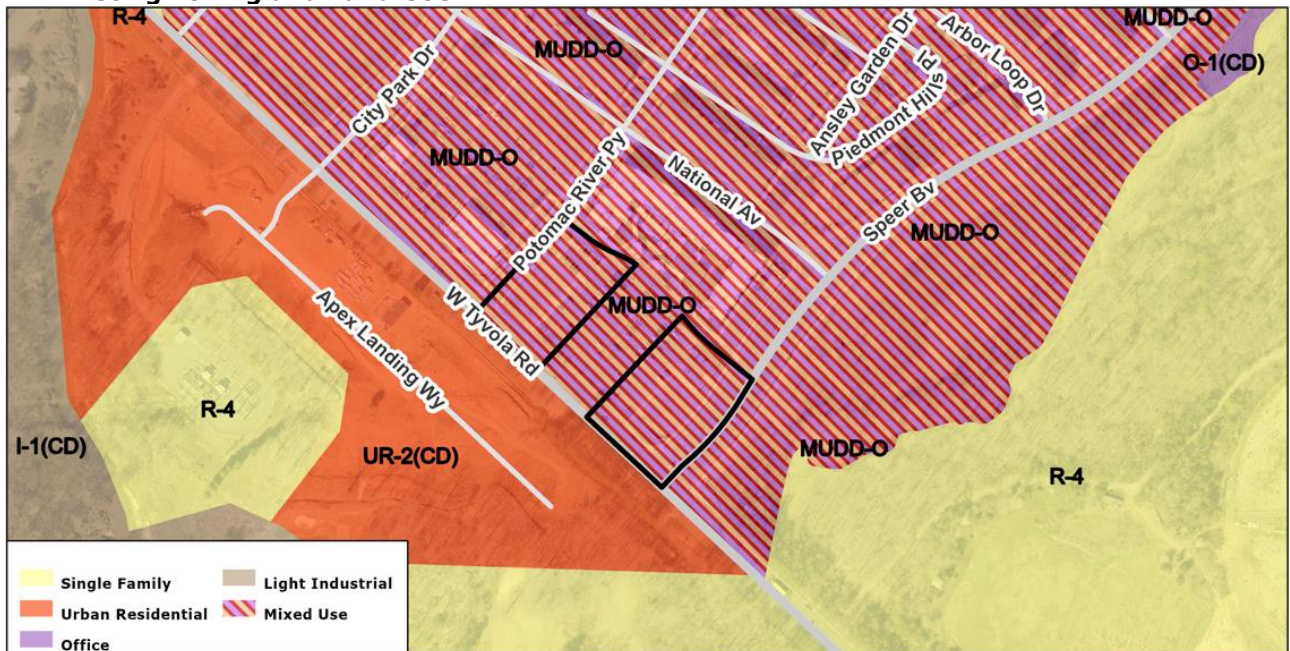 R-4
MUDD-O
MUDD-O
O-1(CD)
City Park Dr
Ansley Garden Dr
Arbor Loop Dr
Piedmont Hills
MUDD-O
Potomac River Py
National Av
Speer Bv
MUDD-O
MUDD-O
W Tyvola Rd
Apex Landing Wy
R-4
I-1(CD)
UR-2(CD)
MUDD-O
R-4
Single Family
Light Industrial
Urban Residential
Mixed Use
Office